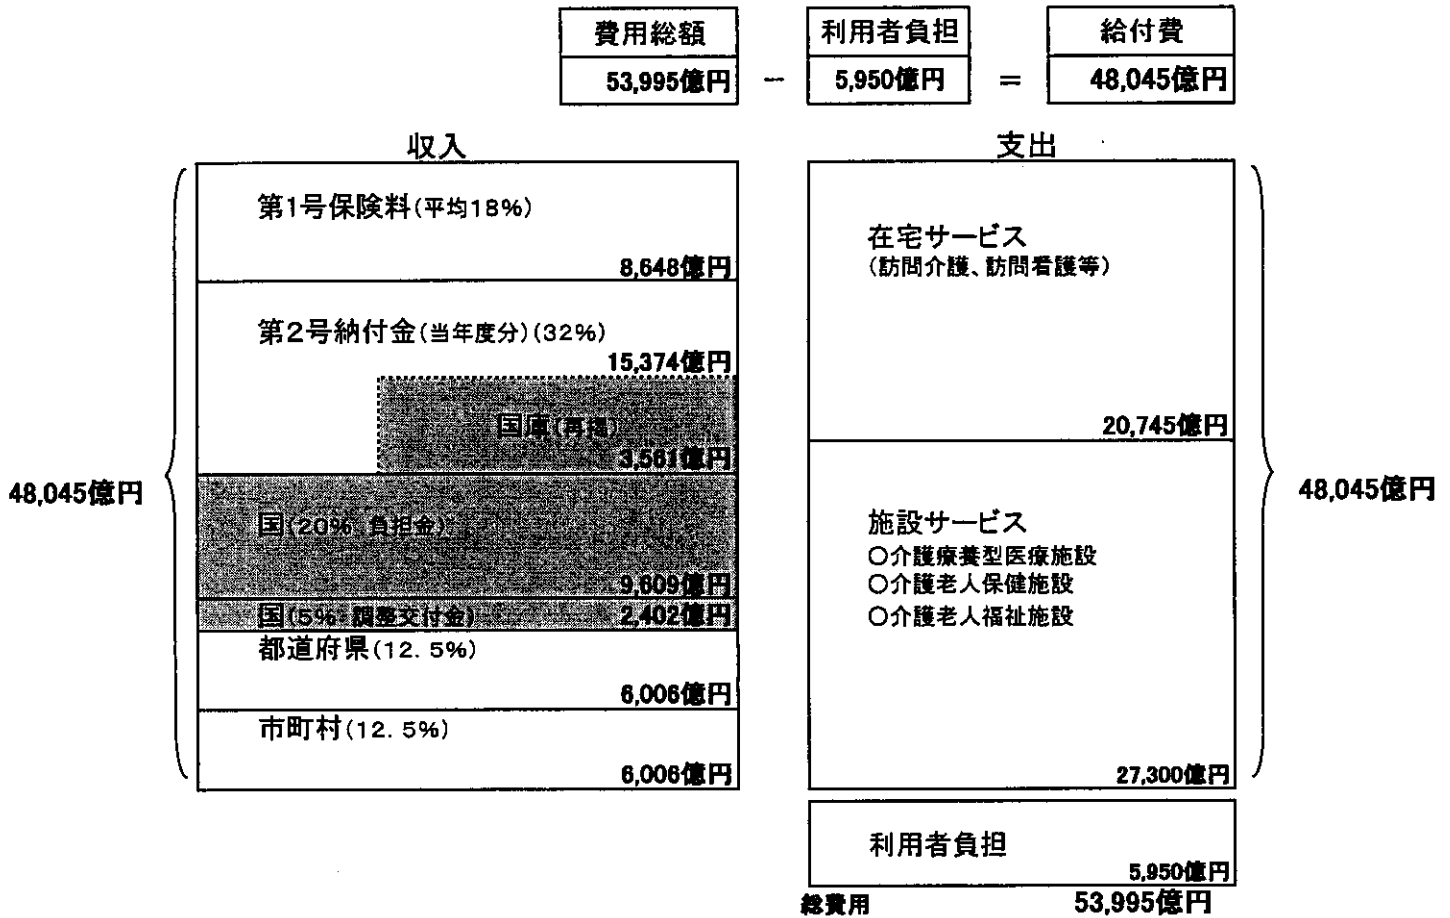 費用総額 利用者負担 給付費
53,995億円 － 5,950億円 ＝ 48,045億円
収入
第1号保険料(平均18%)
8,648億円
第2号納付金(当年度分)(32%)
15,374億円
国庫(再掲)
3,561億円
国(20% 負担金)
9,609億円
国(5% 調整交付金) 2,402億円
都道府県(12.5%)
6,006億円
市町村(12.5%)
6,006億円
48,045億円
支出
在宅サービス
(訪問介護、訪問看護等)
20,745億円
施設サービス
○介護療養型医療施設
○介護老人保健施設
○介護老人福祉施設
27,300億円
48,045億円
利用者負担
5,950億円
総費用 53,995億円